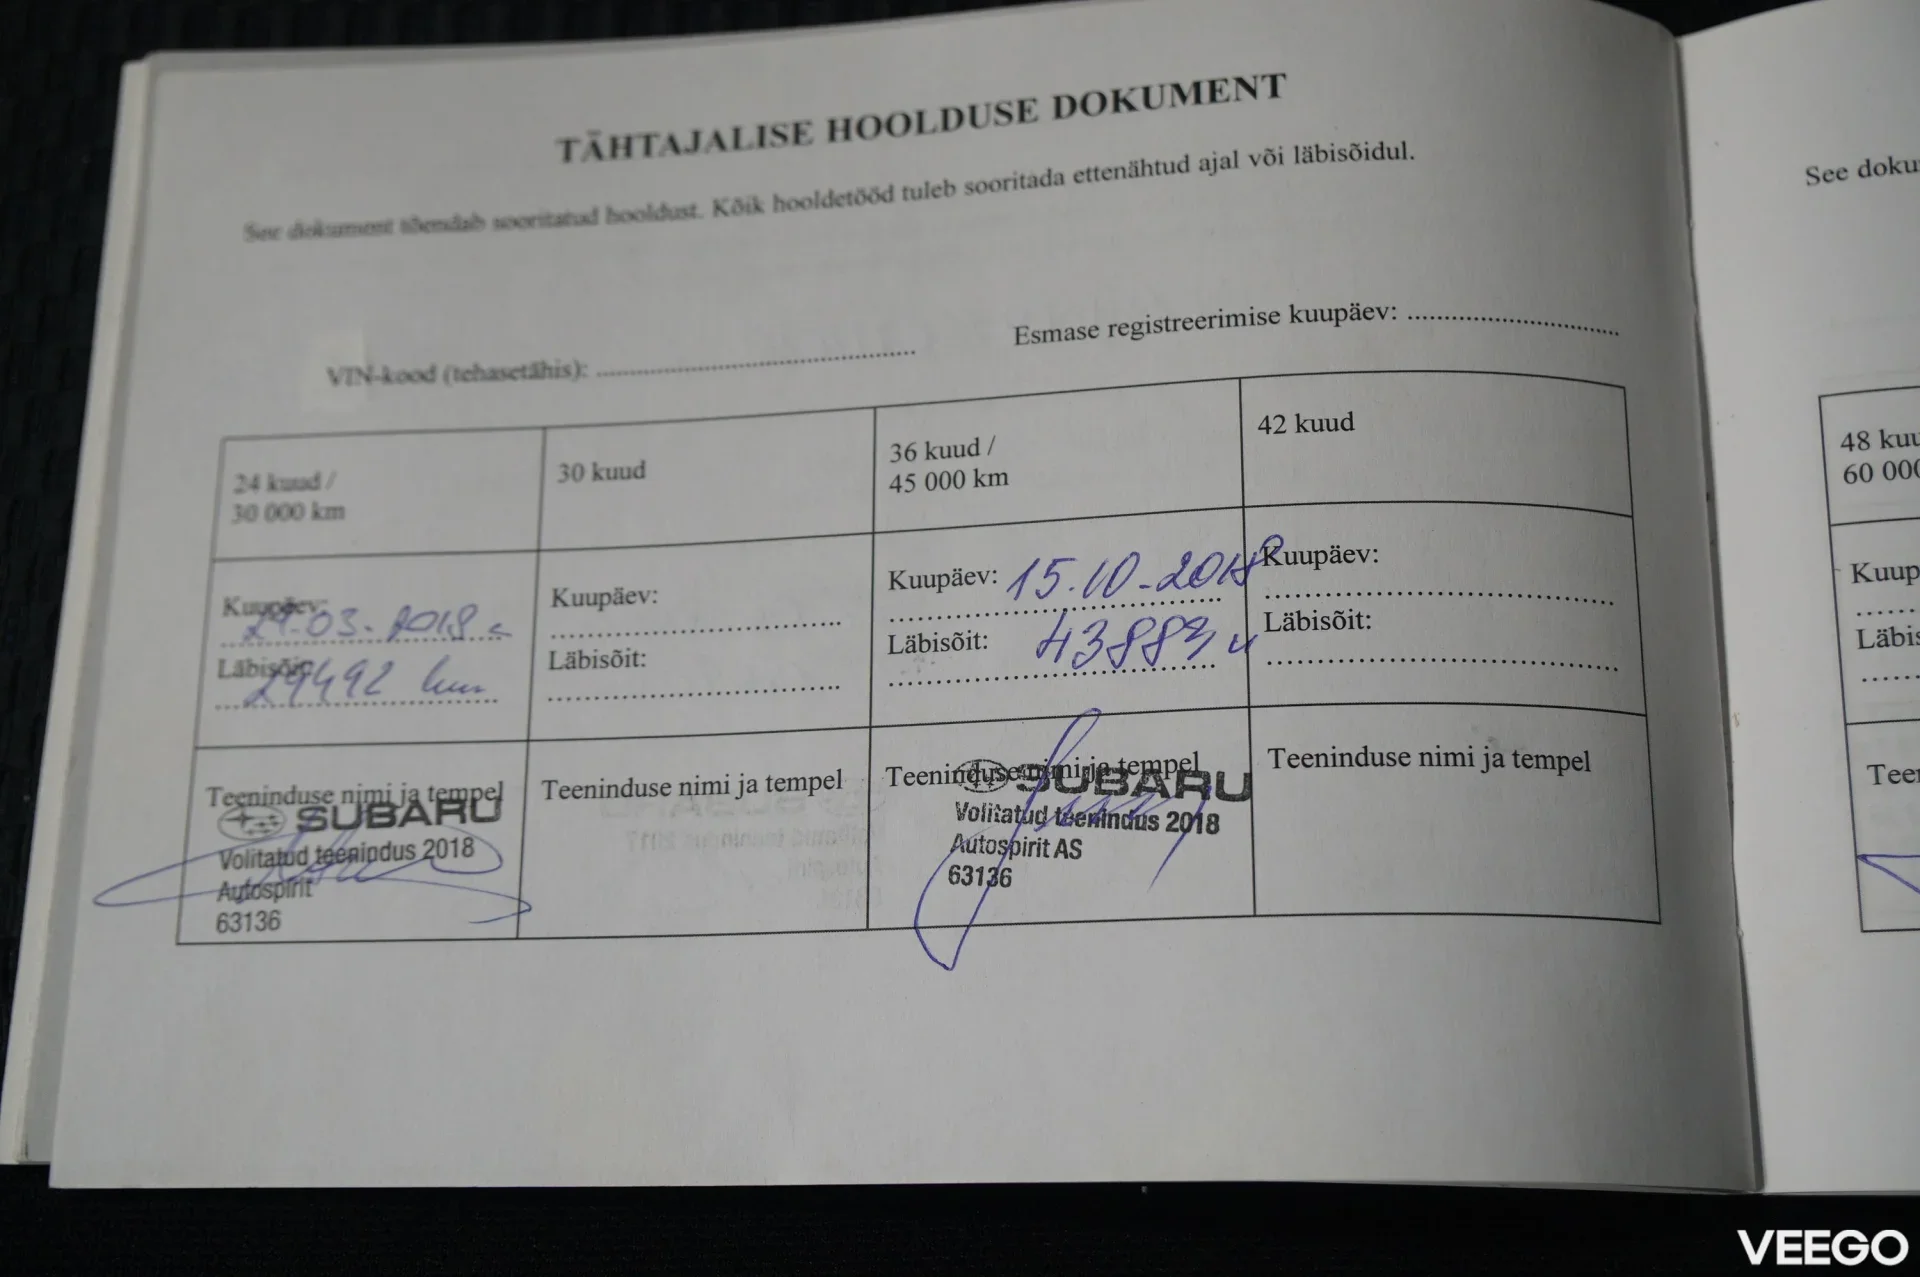 TÄHTAJALISE HOOLDUSE DOKUMENT
See dokument tõendab sooritatud hooldust. Kõik hooldetööd tuleb sooritada ettenähtud ajal või läbisõidul.
VIN-kood (tehasetähis): ..........
Esmase registreerimise kuupäev: ..........
24 kuud /
30 000 km
Kuupäev:
.03.2018
Läbisõit:
29492 km
Teeninduse nimi ja tempel
SUBARU
Volitatud teenindus 2018
Autospirit
63136
30 kuud
Kuupäev:
Läbisõit:
Teeninduse nimi ja tempel
36 kuud /
45 000 km
Kuupäev: 15.10.2018
Läbisõit: 43883
Teeninduse nimi ja tempel
SUBARU
Volitatud teenindus 2018
Autospirit AS
63136
42 kuud
Kuupäev:
Läbisõit:
Teeninduse nimi ja tempel
See doku
48 kuu
60 000
Kuup
Läbis
Teen
VEEGO